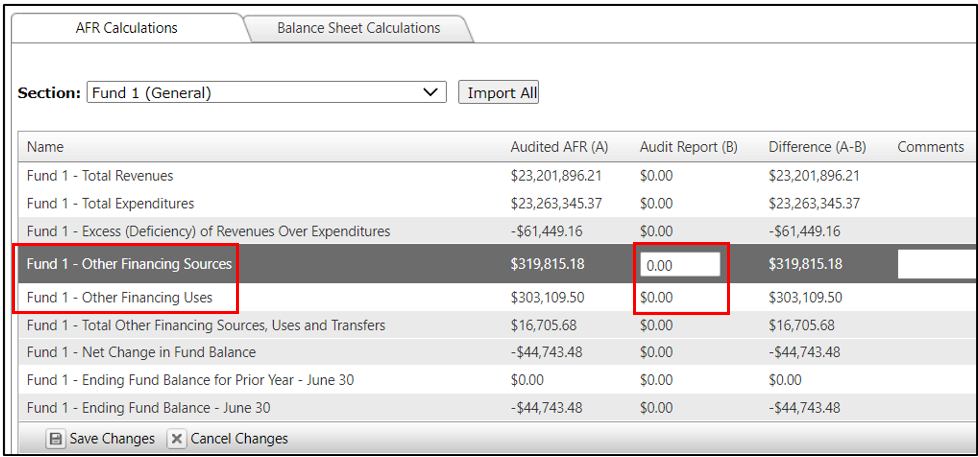 AFR Calculations Balance Sheet Calculations
Section: Fund 1 (General) Import All
Name Audited AFR (A) Audit Report (B) Difference (A-B) Comments
Fund 1 - Total Revenues $23,201,896.21 $0.00 $23,201,896.21
Fund 1 - Total Expenditures $23,263,345.37 $0.00 $23,263,345.37
Fund 1 - Excess (Deficiency) of Revenues Over Expenditures -$61,449.16 $0.00 -$61,449.16
Fund 1 - Other Financing Sources $319,815.18 0.00 $319,815.18
Fund 1 - Other Financing Uses $303,109.50 $0.00 $303,109.50
Fund 1 - Total Other Financing Sources, Uses and Transfers $16,705.68 $0.00 $16,705.68
Fund 1 - Net Change in Fund Balance -$44,743.48 $0.00 -$44,743.48
Fund 1 - Ending Fund Balance for Prior Year - June 30 $0.00 $0.00 $0.00
Fund 1 - Ending Fund Balance - June 30 -$44,743.48 $0.00 -$44,743.48
Save Changes Cancel Changes